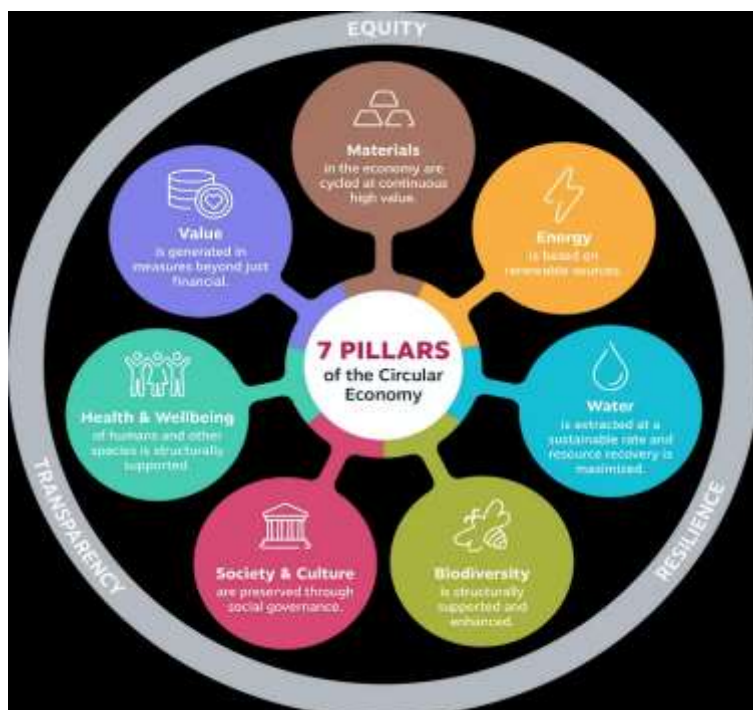 EQUITY
Materials
in the economy are
cycled at continuous
high value.
Energy
is based on
renewable sources.
Water
is extracted at a
sustainable rate and
resource recovery is
maximized.
Biodiversity
is structurally
supported and
enhanced.
Society & Culture
are preserved through
social governance.
Health & Wellbeing
of humans and other
species is structurally
supported
Value
is generated in
measures beyond just
financial.
7 PILLARS
of the Circular
Economy
RESILIENCE
TRANSPARENCY